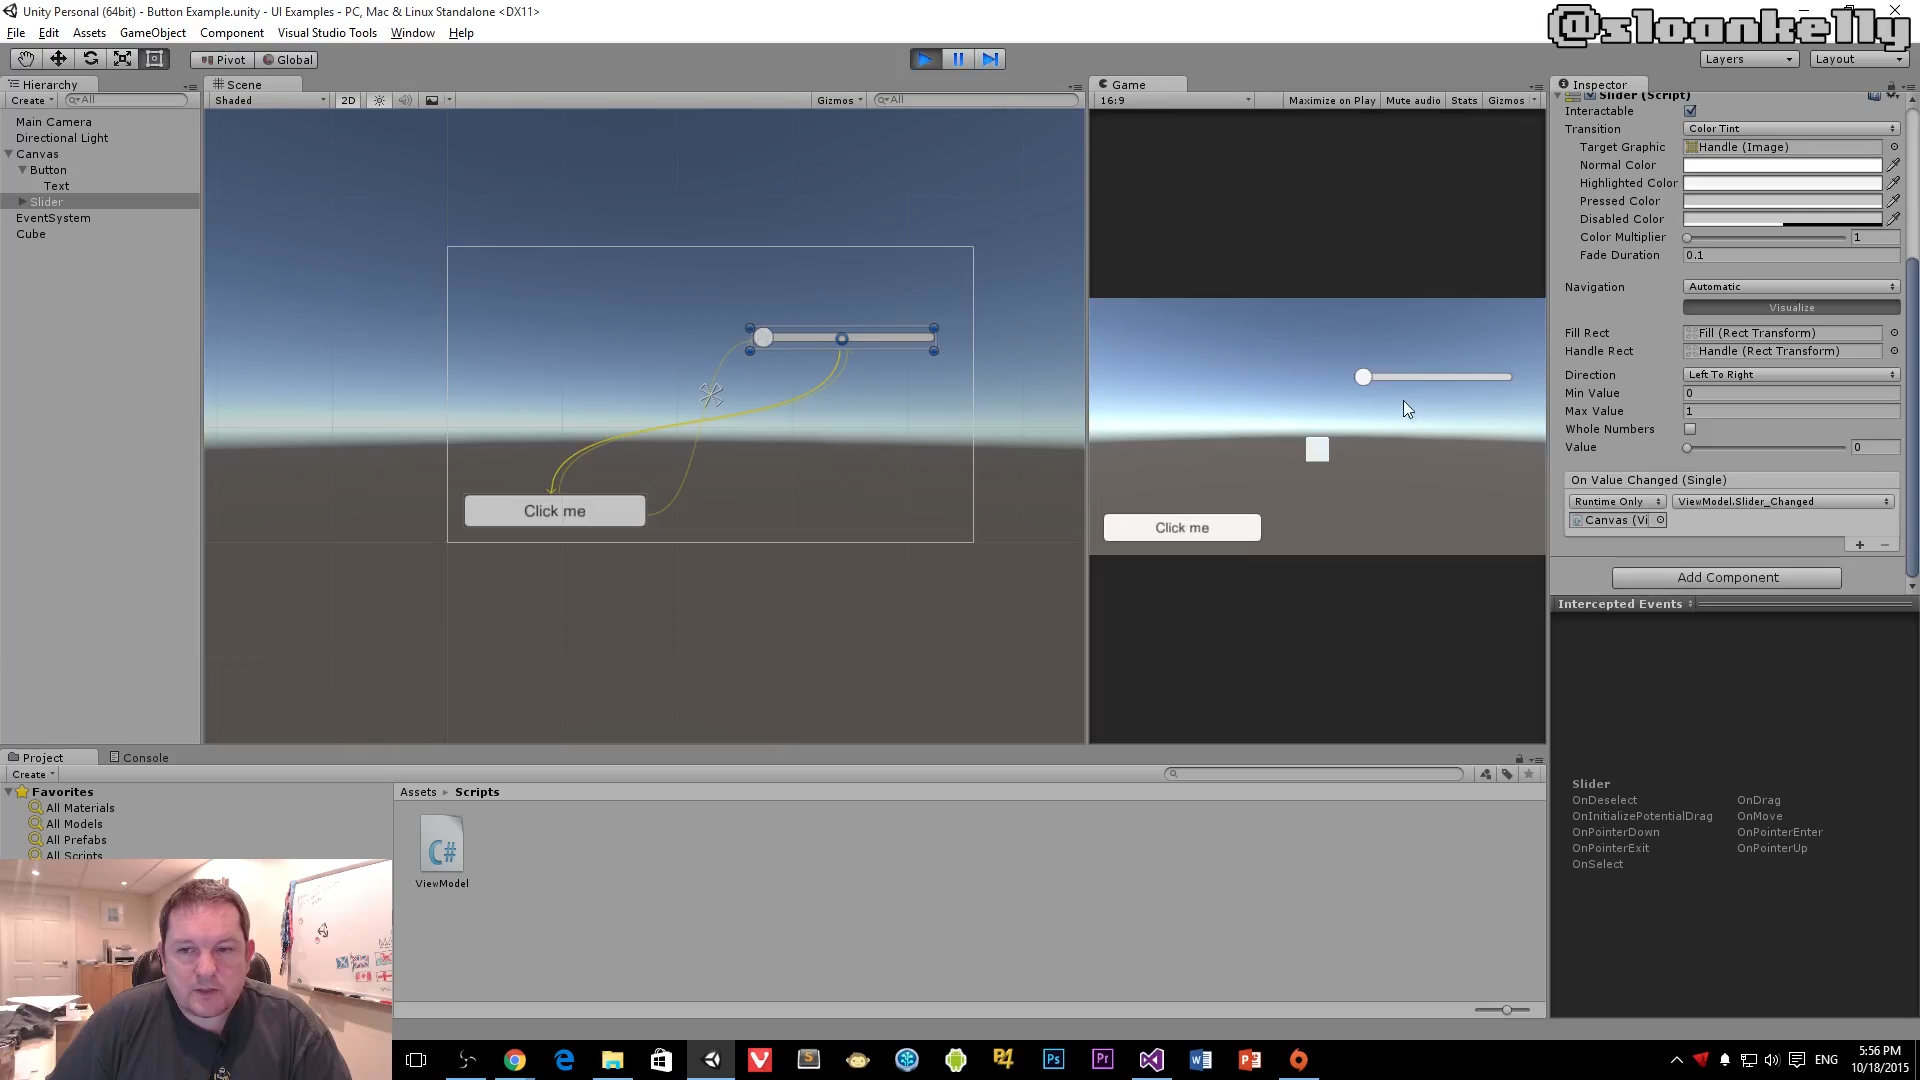 Unity Personal (64bit) - Button Example.unity - UI Examples - PC, Mac & Linux Standalone <DX11>
@sloankelly
File Edit Assets GameObject Component Visual Studio Tools Window Help
Pivot Global Layers Layout
Hierarchy
Create All
Main Camera
Directional Light
Canvas
Button
Text
Slider
EventSystem
Cube
Scene
Shaded 2D Gizmos All
Click me
Game
16:9 Maximize on Play Mute audio Stats Gizmos
Click me
Inspector
Slider (Script)
Interactable
Transition Color Tint
Target Graphic Handle (Image)
Normal Color
Highlighted Color
Pressed Color
Disabled Color
Color Multiplier 1
Fade Duration 0.1
Navigation Automatic
Visualize
Fill Rect Fill (Rect Transform)
Handle Rect Handle (Rect Transform)
Direction Left To Right
Min Value 0
Max Value 1
Whole Numbers
Value 0
On Value Changed (Single)
Runtime Only ViewModel.Slider_Changed
Canvas (Vi
Add Component
Intercepted Events
Slider
OnDeselect OnDrag
OnInitializePotentialDrag OnMove
OnPointerDown OnPointerEnter
OnPointerExit OnPointerUp
OnSelect
Project Console
Create
Favorites
All Materials
All Models
All Prefabs
All Scripts
Assets Scripts
C#
ViewModel
ENG
5:56 PM
10/18/2015